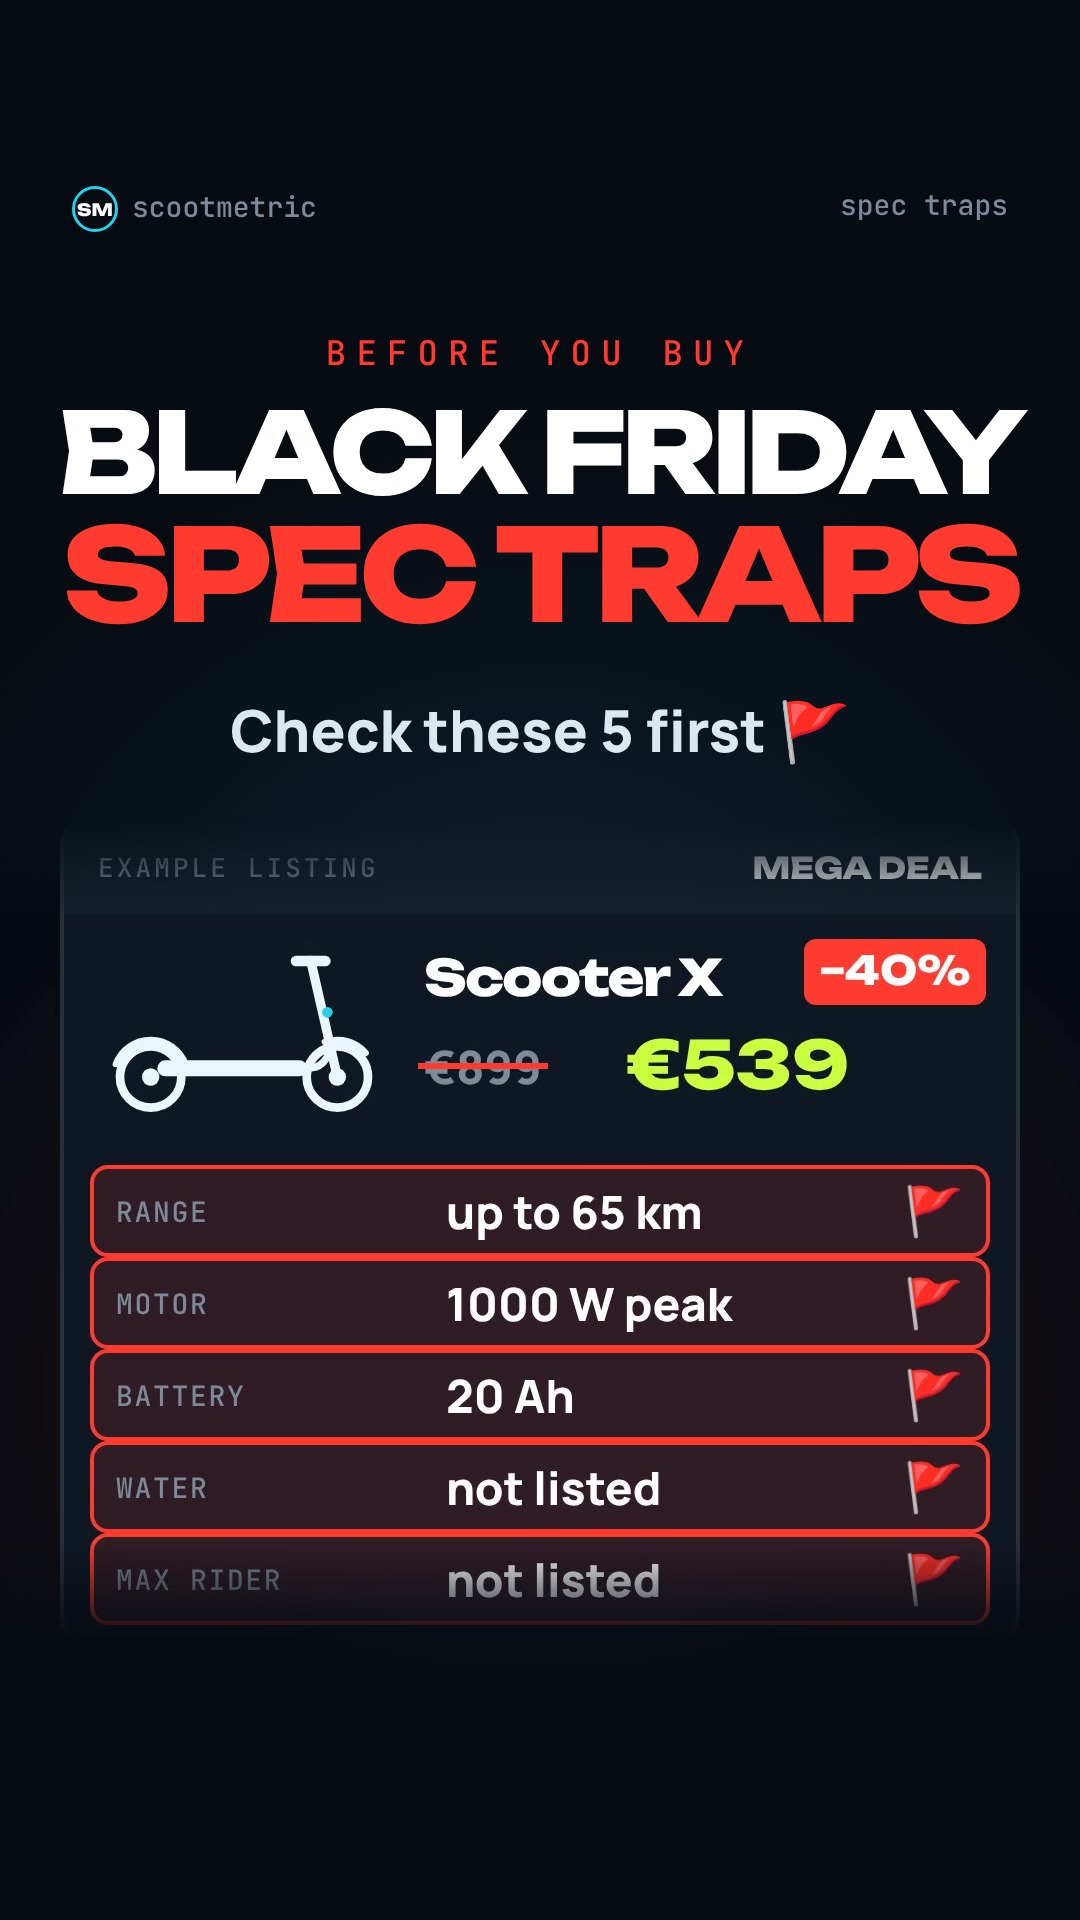 SM scootmetric
spec traps
BEFORE YOU BUY
BLACK FRIDAY
SPEC TRAPS
Check these 5 first 🚩
EXAMPLE LISTING
MEGA DEAL
Scooter X
−40%
€899
€539
RANGE up to 65 km 🚩
MOTOR 1000 W peak 🚩
BATTERY 20 Ah 🚩
WATER not listed 🚩
MAX RIDER not listed 🚩